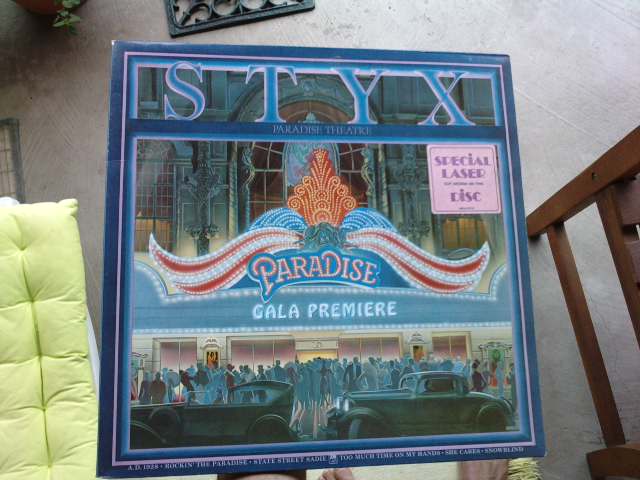 STYX
PARADISE THEATRE
SPECIAL
LASER
DISC
PARADISE
GALA PREMIERE
A.D. 1928 • ROCKIN' THE PARADISE • STATE STREET SADIE • TOO MUCH TIME ON MY HANDS • SHE CARES • SNOWBLIND